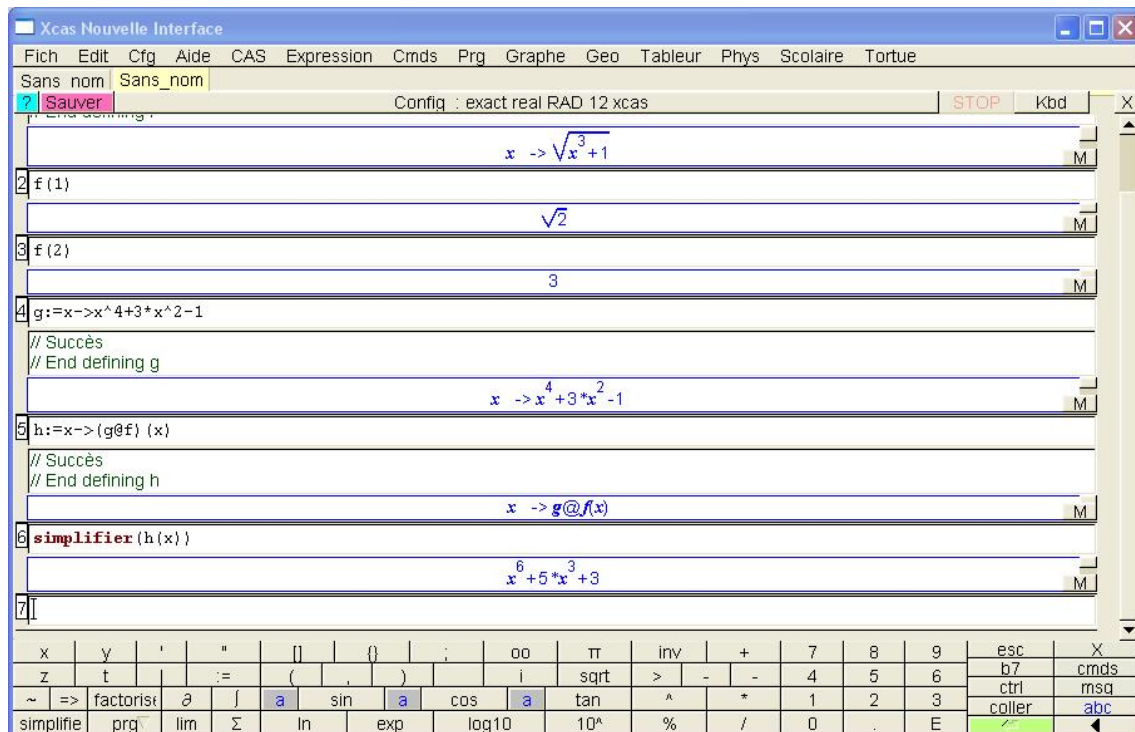 Xcas Nouvelle Interface
Fich Edit Cfg Aide CAS Expression Cmds Prg Graphe Geo Tableur Phys Scolaire Tortue
Sans nom Sans_nom
? Sauver Config : exact real RAD 12 xcas STOP Kbd X
// End defining f
x -> √x^3+1
M
2 f(1)
√2
M
3 f(2)
3
M
4 g:=x->x^4+3*x^2-1
// Succès
// End defining g
x -> x^4+3*x^2-1
M
5 h:=x->(g@f)(x)
// Succès
// End defining h
x -> g@f(x)
M
6 simplifier(h(x))
x^6+5*x^3+3
M
7
x y ' " [] {} ; oo π inv + 7 8 9 esc X
z t | := ( , ) i sqrt > - - 4 5 6 b7 cmds
~ => factorise ∂ ∫ a sin a cos a tan ^ * 1 2 3 ctrl msg
simplifie prg lim Σ ln exp log10 10^ % / 0 . E coller abc